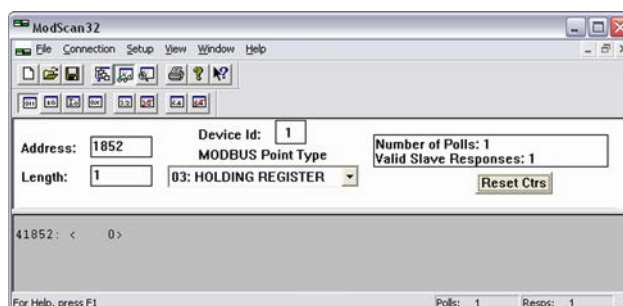 ModScan32
File Connection Setup View Window Help
Address: 1852
Device Id: 1
MODBUS Point Type
Length: 1
03: HOLDING REGISTER
Number of Polls: 1
Valid Slave Responses: 1
Reset Ctrs
41852: < 0>
For Help, press F1
Polls: 1
Resps: 1